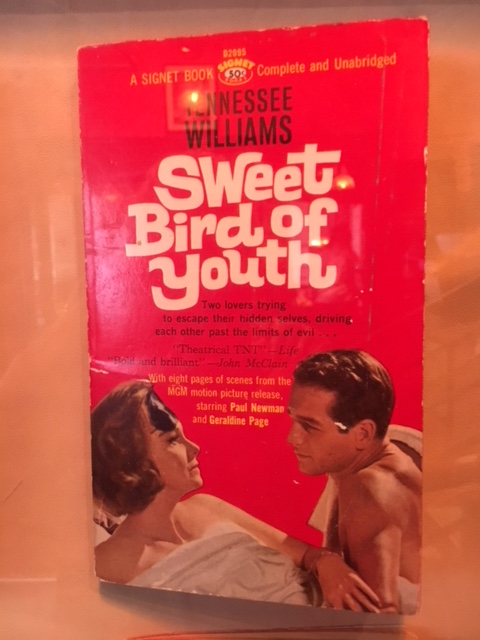 D2095
A SIGNET BOOK SIGNET 50¢ Complete and Unabridged
TENNESSEE
WILLIAMS
Sweet
Bird of
Youth
Two lovers trying
to escape their hidden selves, driving
each other past the limits of evil . . .
"Theatrical TNT"—Life
"Bold and brilliant"—John McClain
With eight pages of scenes from the
MGM motion picture release,
starring Paul Newman
and Geraldine Page